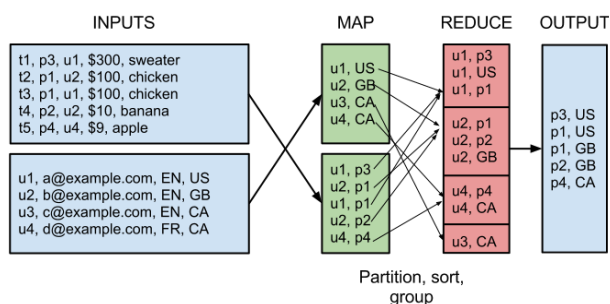 INPUTS
MAP
REDUCE
OUTPUT
t1, p3, u1, $300, sweater
t2, p1, u2, $100, chicken
t3, p1, u1, $100, chicken
t4, p2, u2, $10, banana
t5, p4, u4, $9, apple
u1, a@example.com, EN, US
u2, b@example.com, EN, GB
u3, c@example.com, EN, CA
u4, d@example.com, FR, CA
u1, US
u2, GB
u3, CA
u4, CA
u1, p3
u2, p1
u1, p1
u2, p2
u4, p4
u1, p3
u1, US
u1, p1
u2, p1
u2, p2
u2, GB
u4, p4
u4, CA
u3, CA
p3, US
p1, US
p1, GB
p2, GB
p4, CA
Partition, sort,
group